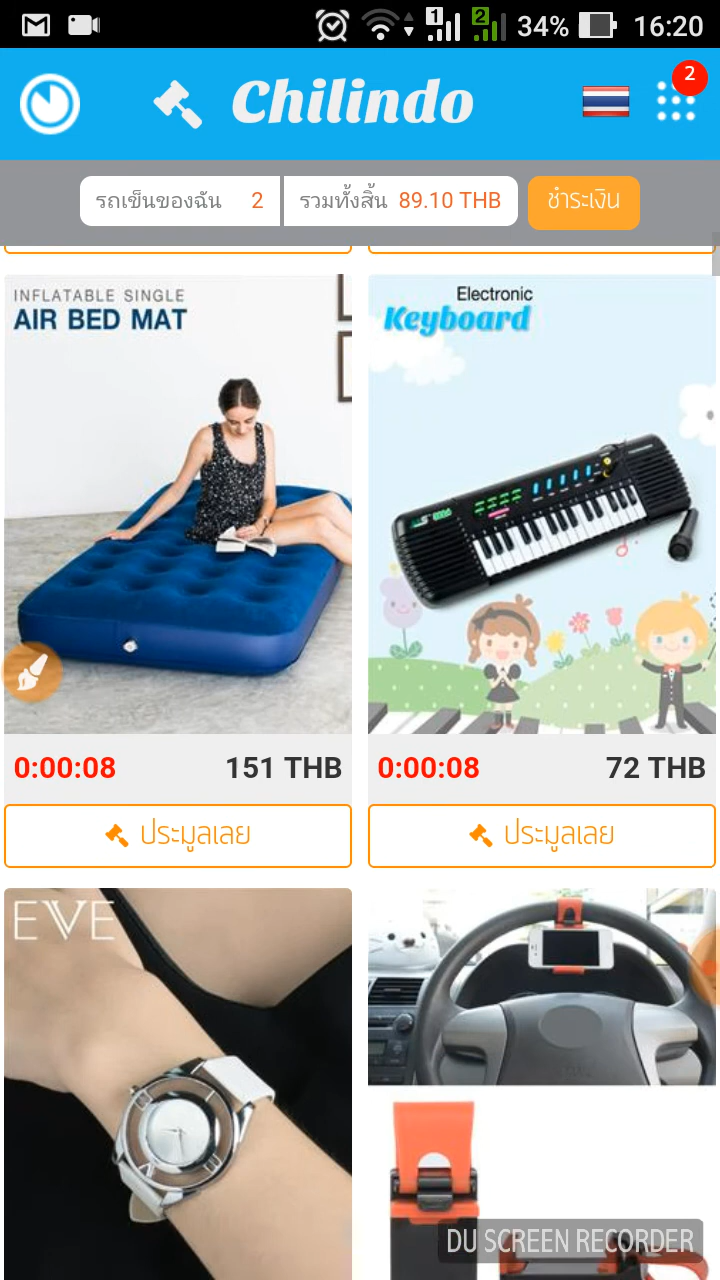 34% 16:20
Chilindo
2
รถเข็นของฉัน 2 รวมทั้งสิ้น 89.10 THB ชำระเงิน
INFLATABLE SINGLE
AIR BED MAT
Electronic
Keyboard
0:00:08 151 THB
0:00:08 72 THB
ประมูลเลย
ประมูลเลย
EVE
DU SCREEN RECORDER